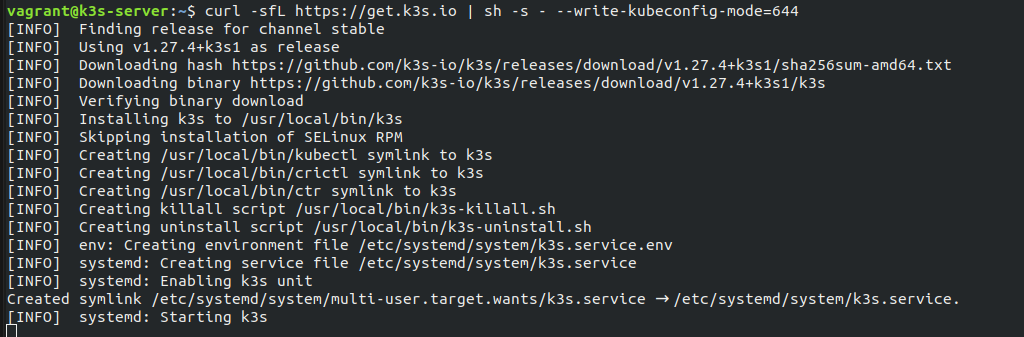 vagrant@k3s-server:~$ curl -sfL https://get.k3s.io | sh -s - --write-kubeconfig-mode=644
[INFO]  Finding release for channel stable
[INFO]  Using v1.27.4+k3s1 as release
[INFO]  Downloading hash https://github.com/k3s-io/k3s/releases/download/v1.27.4+k3s1/sha256sum-amd64.txt
[INFO]  Downloading binary https://github.com/k3s-io/k3s/releases/download/v1.27.4+k3s1/k3s
[INFO]  Verifying binary download
[INFO]  Installing k3s to /usr/local/bin/k3s
[INFO]  Skipping installation of SELinux RPM
[INFO]  Creating /usr/local/bin/kubectl symlink to k3s
[INFO]  Creating /usr/local/bin/crictl symlink to k3s
[INFO]  Creating /usr/local/bin/ctr symlink to k3s
[INFO]  Creating killall script /usr/local/bin/k3s-killall.sh
[INFO]  Creating uninstall script /usr/local/bin/k3s-uninstall.sh
[INFO]  env: Creating environment file /etc/systemd/system/k3s.service.env
[INFO]  systemd: Creating service file /etc/systemd/system/k3s.service
[INFO]  systemd: Enabling k3s unit
Created symlink /etc/systemd/system/multi-user.target.wants/k3s.service → /etc/systemd/system/k3s.service.
[INFO]  systemd: Starting k3s